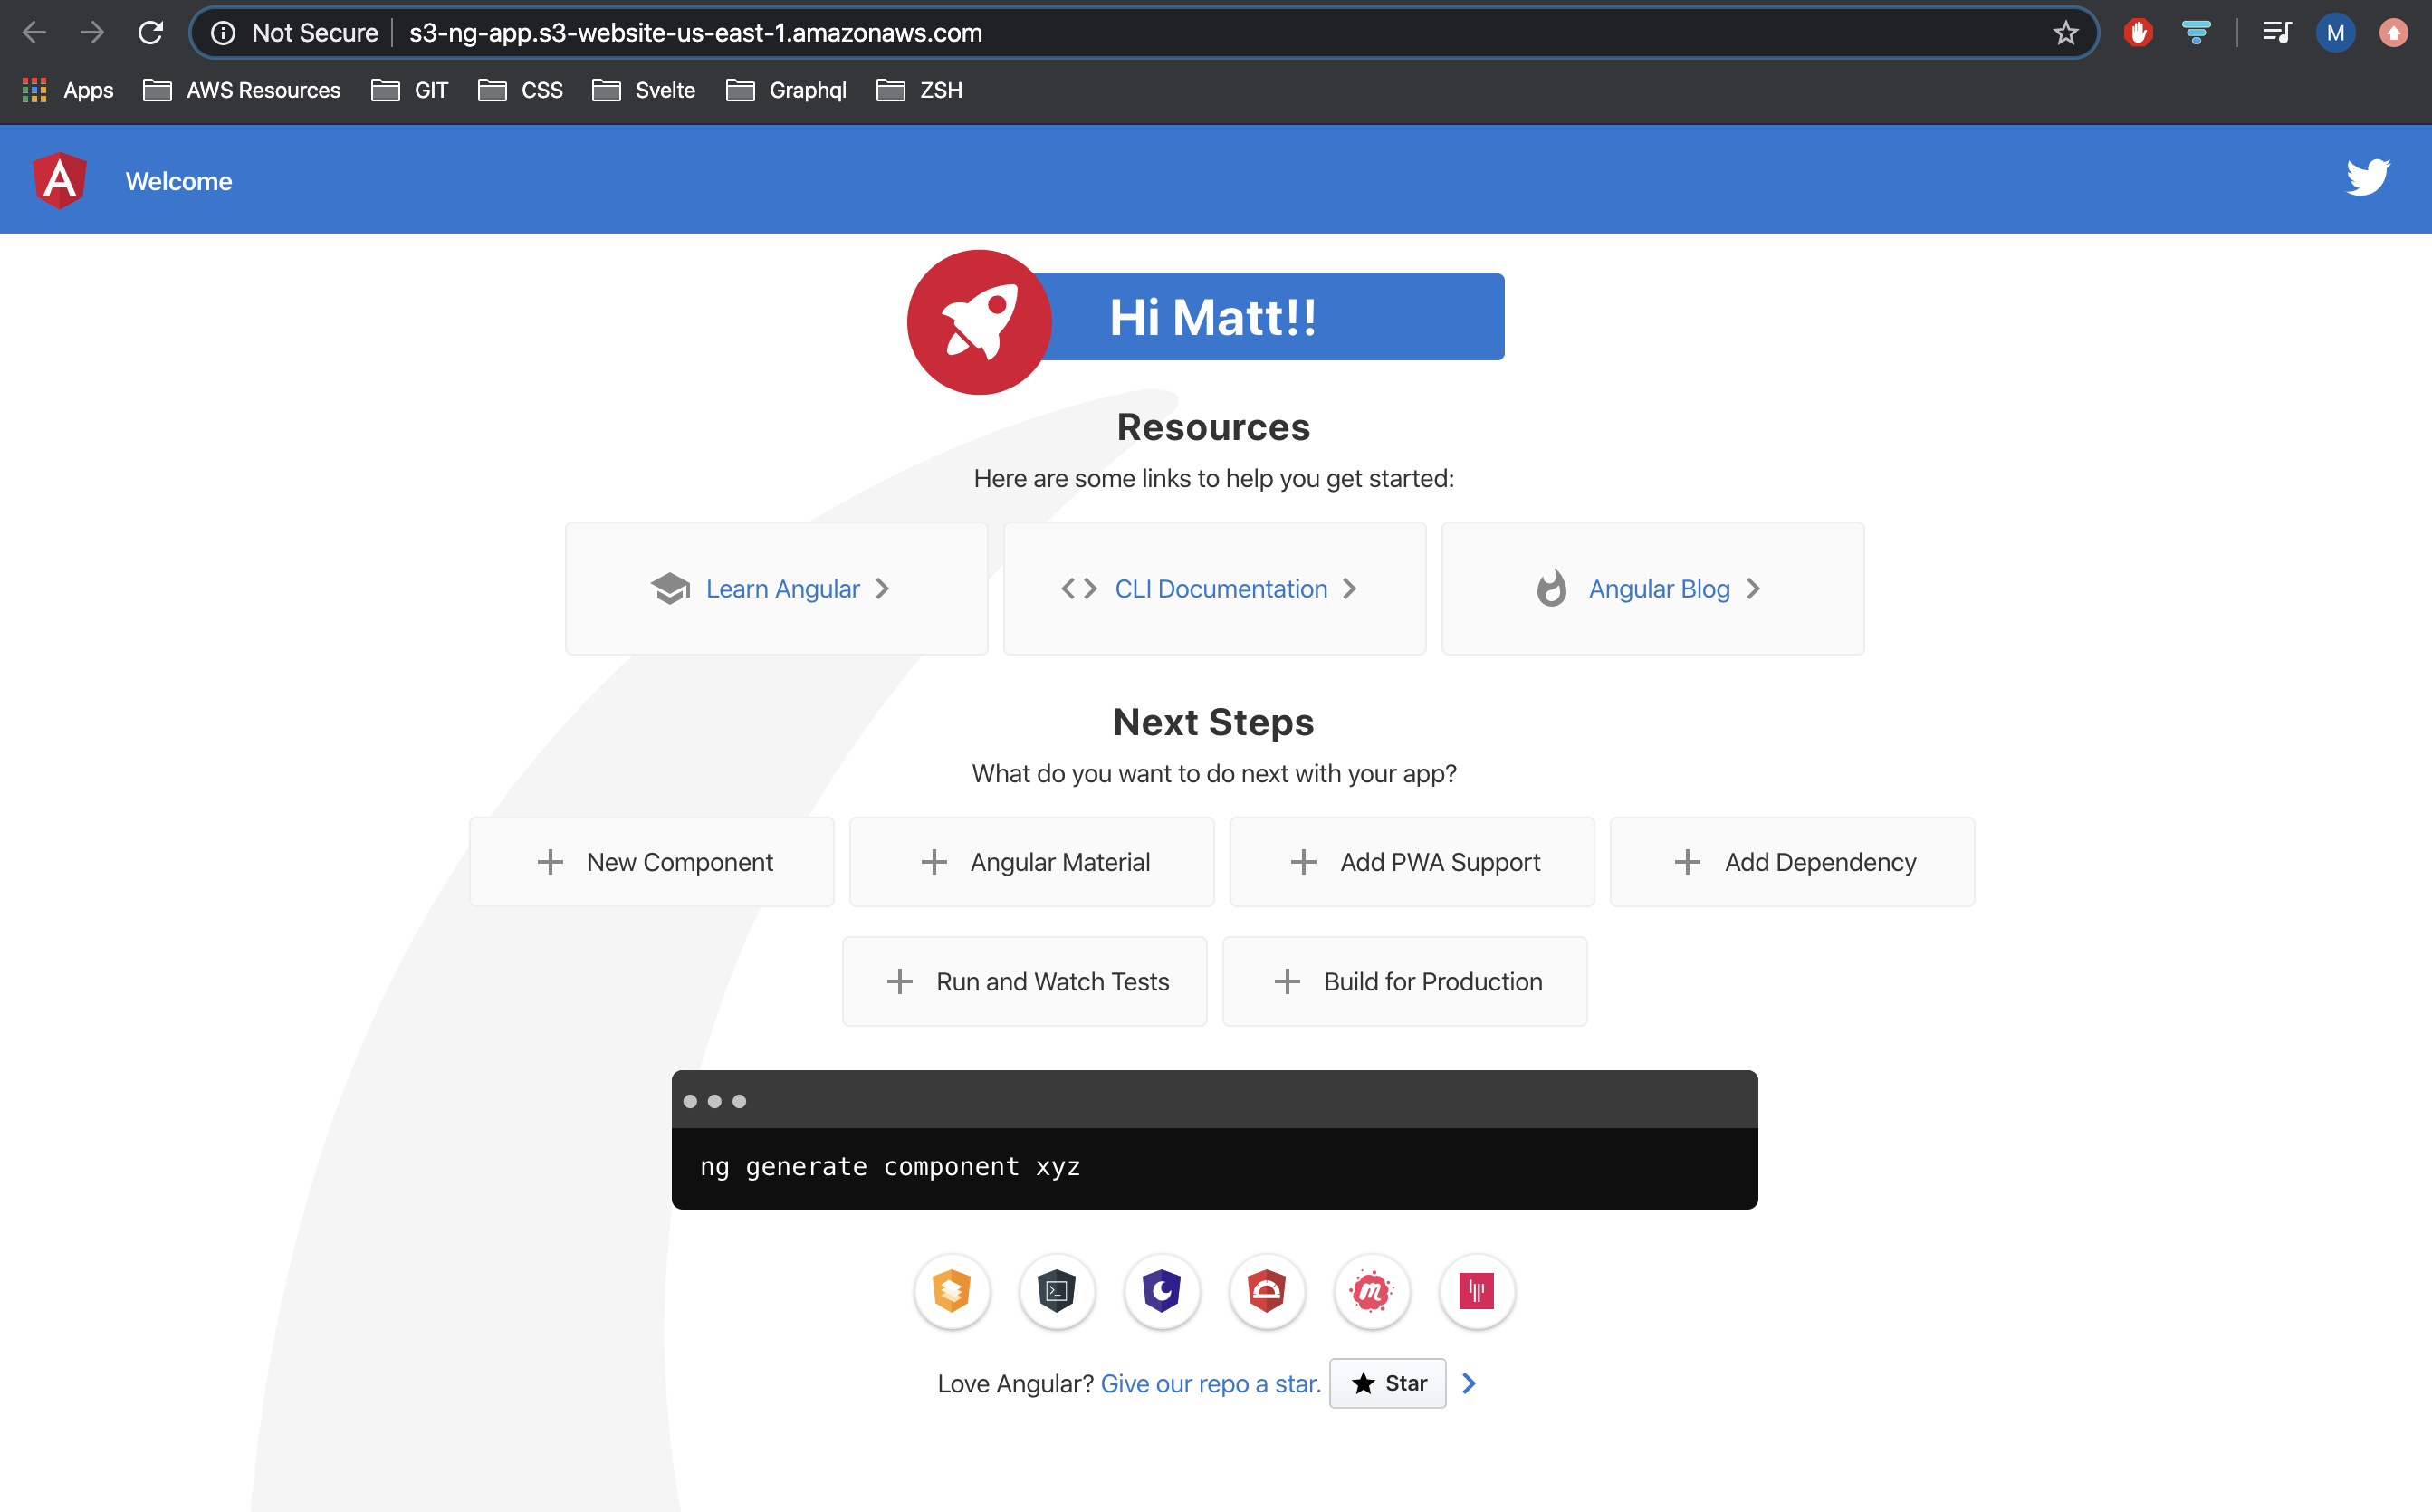 Not Secure s3-ng-app.s3-website-us-east-1.amazonaws.com
M
Apps AWS Resources GIT CSS Svelte Graphql ZSH
A Welcome
Hi Matt!!
Resources
Here are some links to help you get started:
Learn Angular CLI Documentation Angular Blog
Next Steps
What do you want to do next with your app?
New Component Angular Material Add PWA Support Add Dependency
Run and Watch Tests Build for Production
ng generate component xyz
m
Love Angular? Give our repo a star. Star